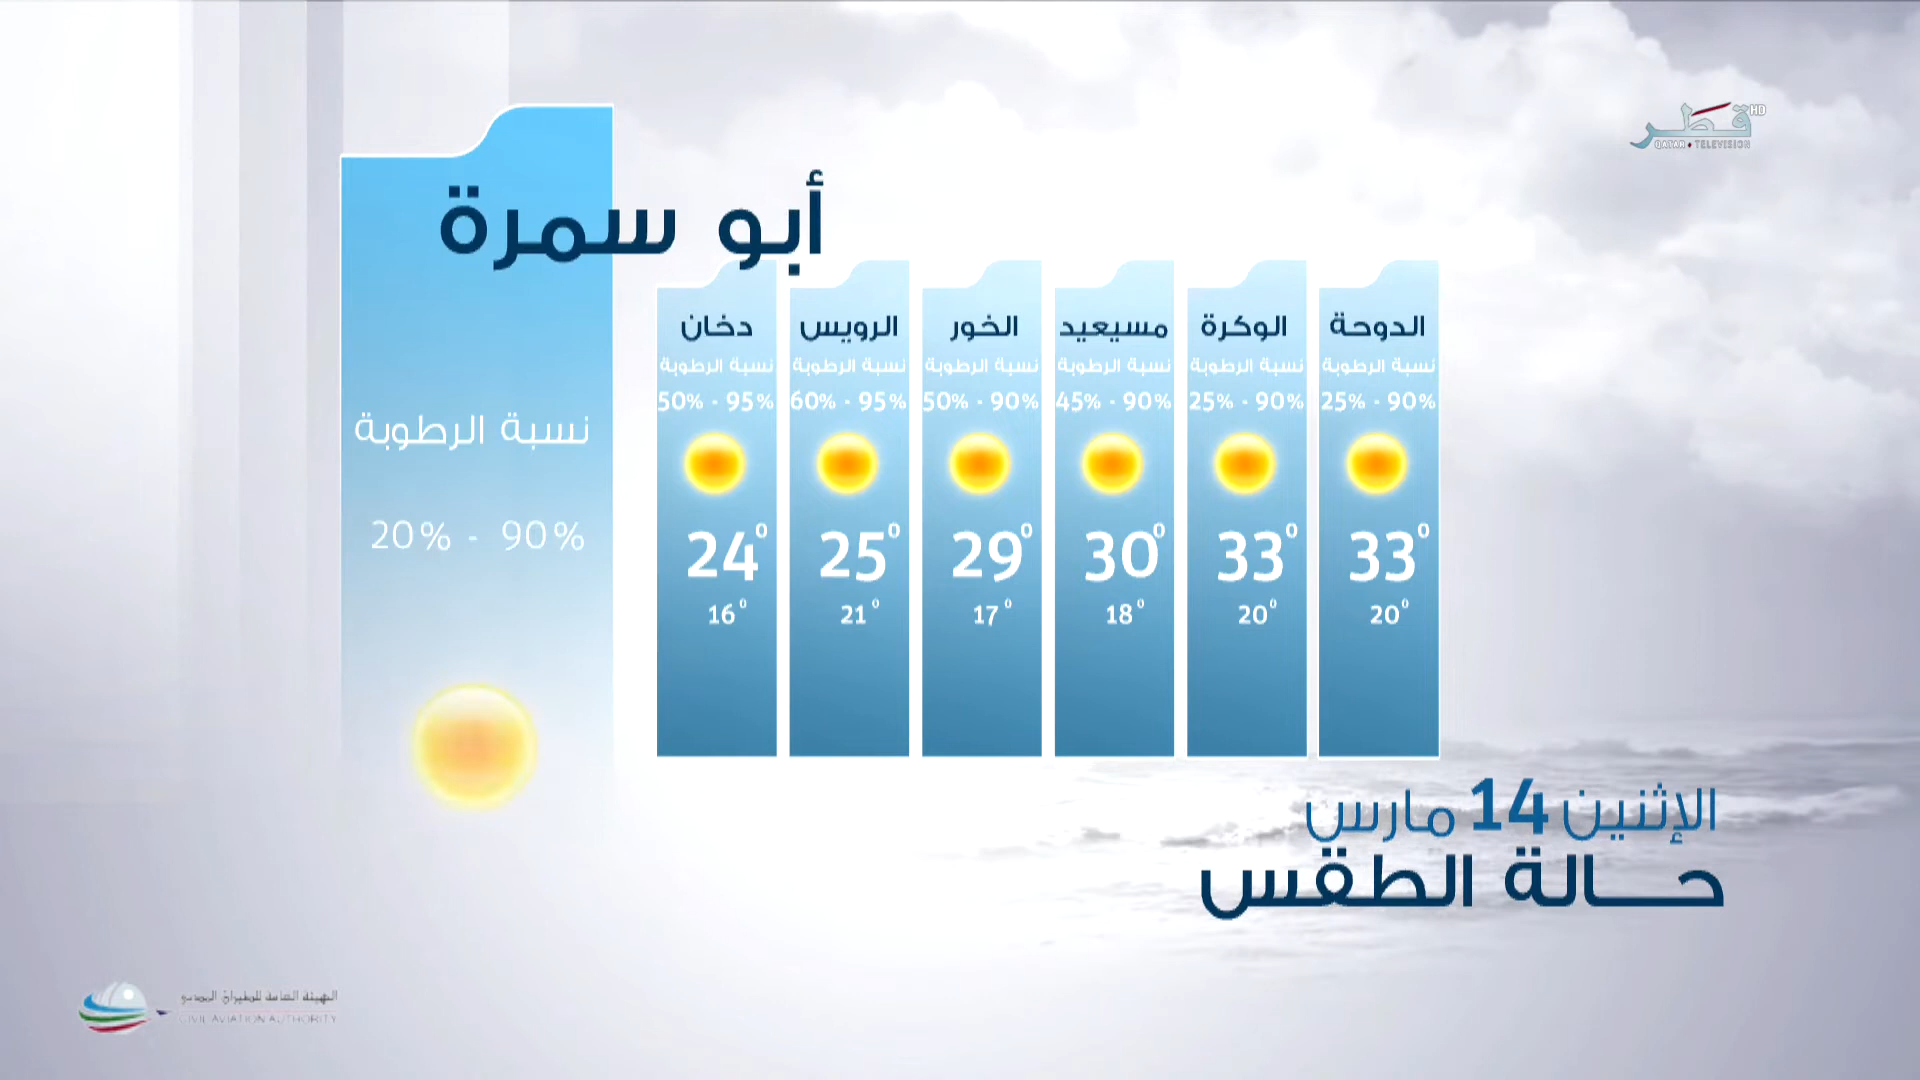 قطر HD
QATAR TELEVISION
أبو سمرة
نسبة الرطوبة
20% - 90%
الدوحة
نسبة الرطوبة
25% - 90%
33°
20°
الوكرة
نسبة الرطوبة
25% - 90%
33°
20°
مسيعيد
نسبة الرطوبة
45% - 90%
30°
18°
الخور
نسبة الرطوبة
50% - 90%
29°
17°
الرويس
نسبة الرطوبة
60% - 95%
25°
21°
دخان
نسبة الرطوبة
50% - 95%
24°
16°
الإثنين 14 مارس
حـالة الطقس
الهيئة العامة للطيران المدني
CIVIL AVIATION AUTHORITY